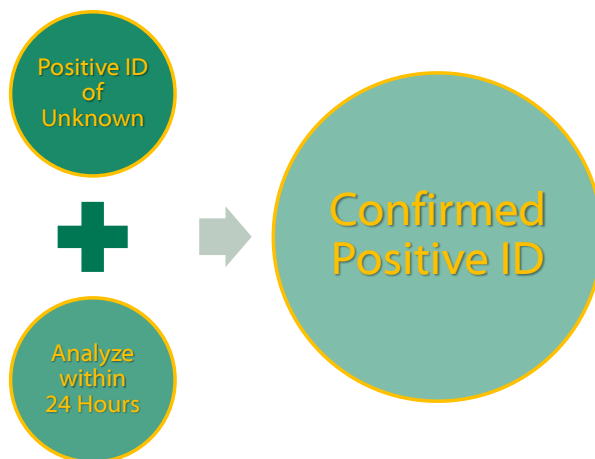 Positive ID
of
Unknown
Analyze
within
24 Hours
Confirmed
Positive ID